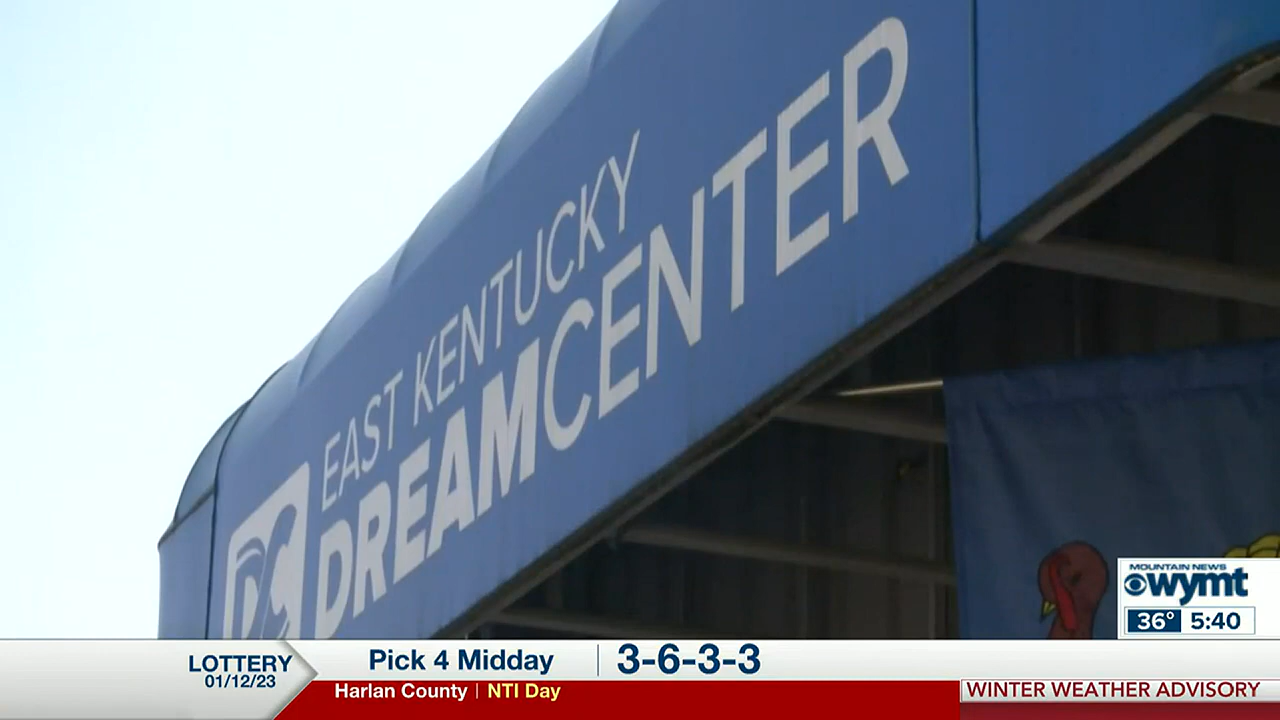 EAST KENTUCKY
DREAMCENTER
DC
MOUNTAIN NEWS
wymt
36° 5:40
LOTTERY
01/12/23
Pick 4 Midday
3-6-3-3
Harlan County | NTI Day
WINTER WEATHER ADVISORY